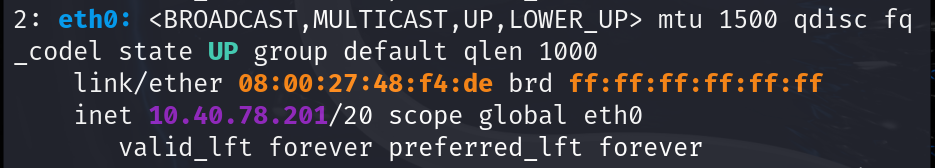 2: eth0: <BROADCAST,MULTICAST,UP,LOWER_UP> mtu 1500 qdisc fq
_codel state UP group default qlen 1000
    link/ether 08:00:27:48:f4:de brd ff:ff:ff:ff:ff:ff
    inet 10.40.78.201/20 scope global eth0
       valid_lft forever preferred_lft forever